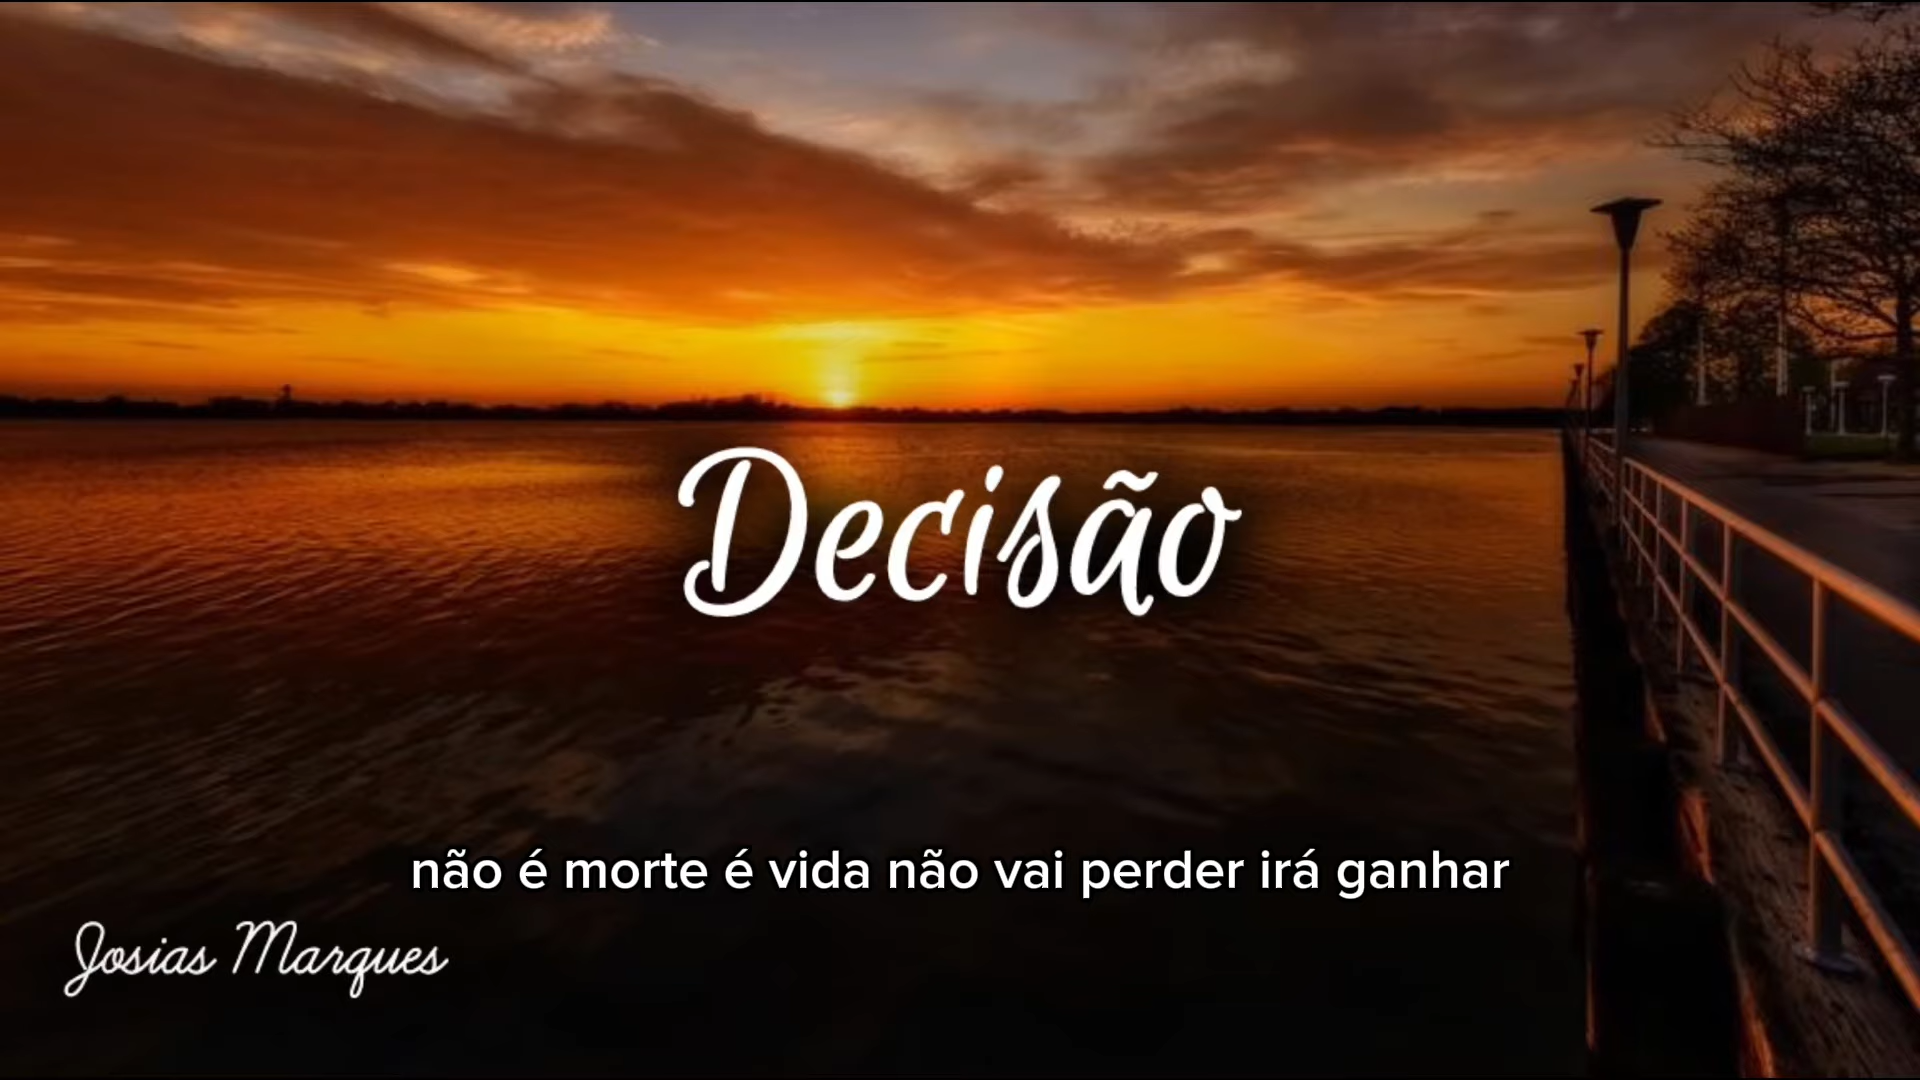 Decisão
não é morte é vida não vai perder irá ganhar
Josias Marques